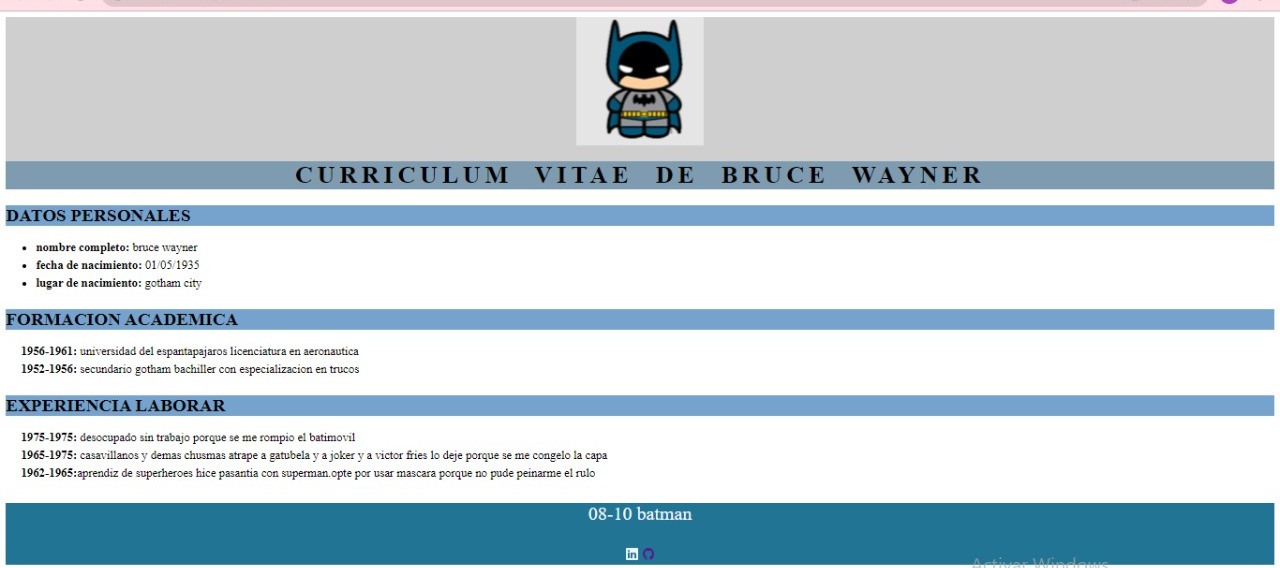 CURRICULUM VITAE DE BRUCE WAYNER
DATOS PERSONALES
nombre completo: bruce wayner
fecha de nacimiento: 01/05/1935
lugar de nacimiento: gotham city
FORMACION ACADEMICA
1956-1961: universidad del espantapajaros licenciatura en aeronautica
1952-1956: secundario gotham bachiller con especializacion en trucos
EXPERIENCIA LABORAR
1975-1975: desocupado sin trabajo porque se me rompio el batimovil
1965-1975: casavillanos y demas chusmas atrape a gatubela y a joker y a victor fries lo deje porque se me congelo la capa
1962-1965:aprendiz de superheroes hice pasantia con superman.opte por usar mascara porque no pude peinarme el rulo
08-10 batman
in
Activar Windows